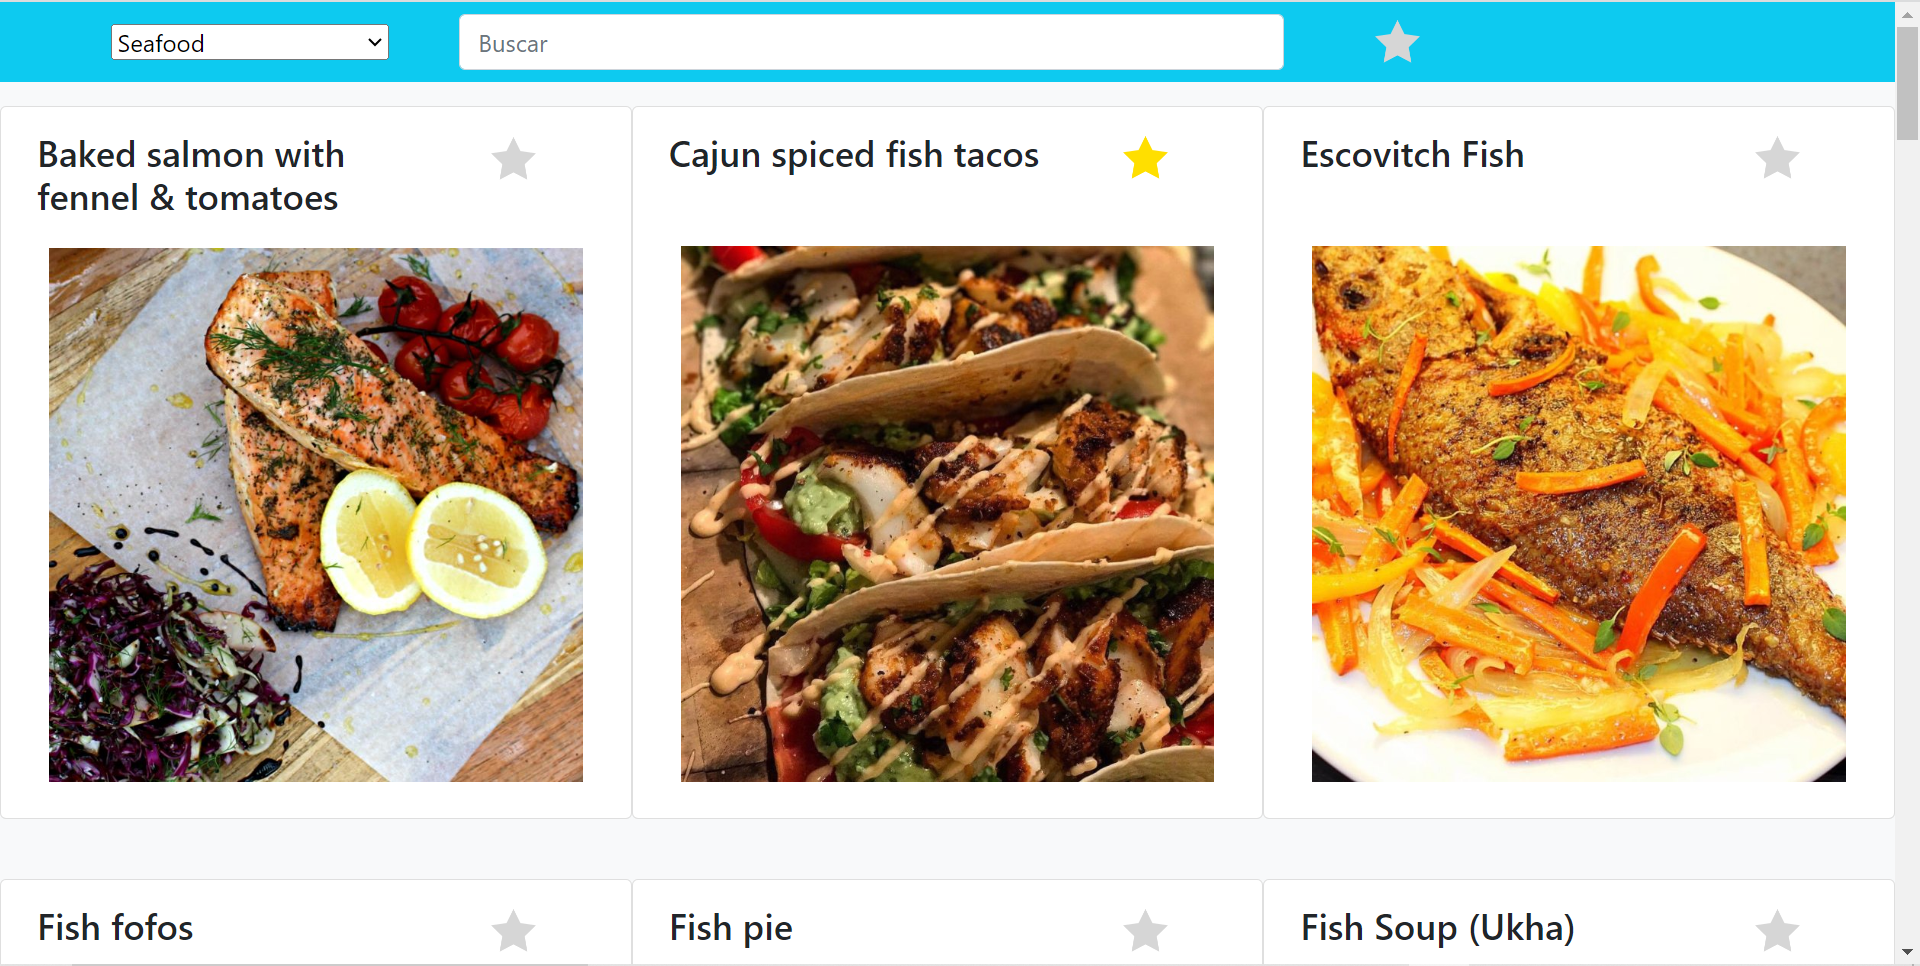 Seafood
Buscar
Baked salmon with
fennel & tomatoes
Cajun spiced fish tacos
Escovitch Fish
Fish fofos
Fish pie
Fish Soup (Ukha)